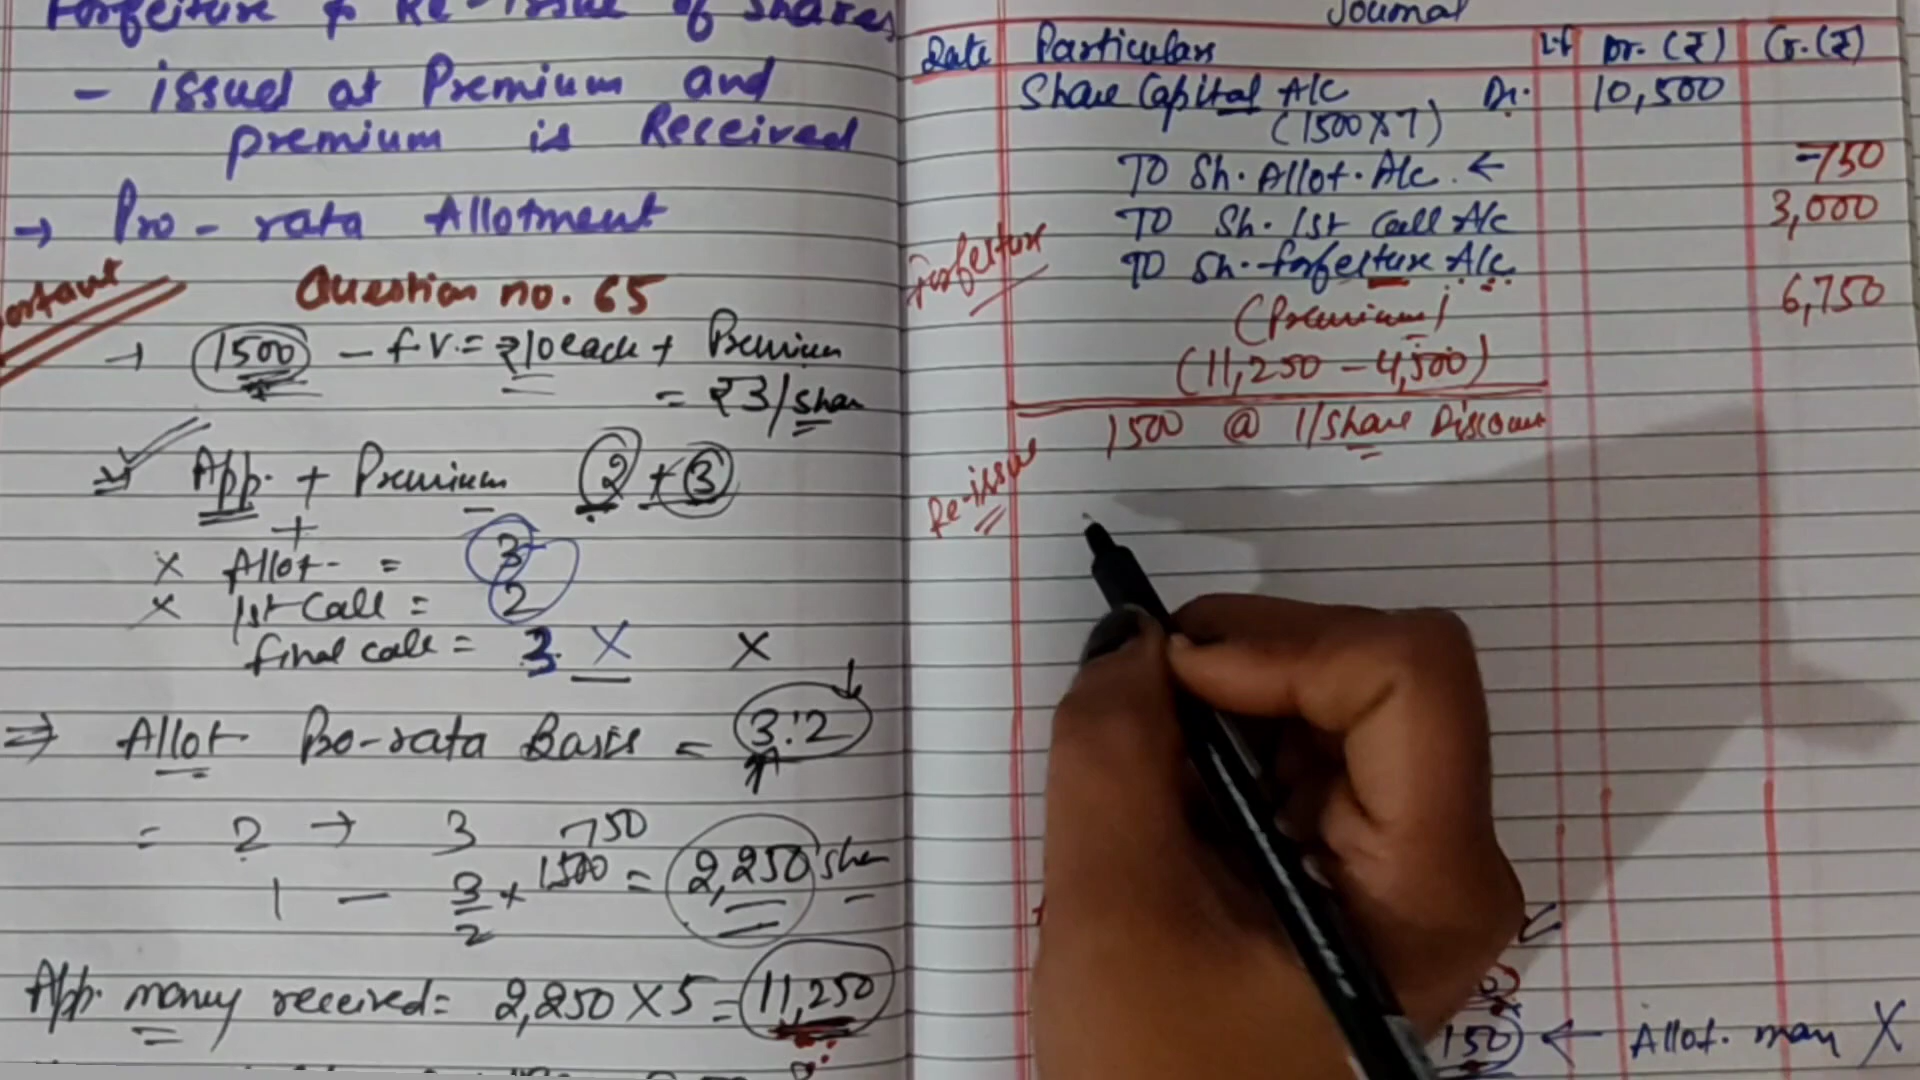 Forfeiture & Re-issue of Shares
- issued at Premium and
premium is Received
→ Pro-rata Allotment
Question no. 65
→ 1500 - f.v. = ₹10 each + Premium
= ₹3/share
App. + Premium 2 + 3
+
x Allot. = 3
x 1st Call = 2
final call = 3 X X
⇒ Allot Pro-rata Basis = 3:2
= 2 → 3
750
1 - 3/2 x 1500 = 2,250 share
App. money received = 2,250 X 5 = 11,250
Journal
Date Particulars L.f Dr. (₹) Cr. (₹)
Share Capital A/c Dr. 10,500
(1500X7)
TO Sh. Allot. A/c. ← 750
TO Sh. 1st Call A/c 3,000
Forfeiture
TO Sh. forfeiture A/c. 6,750
(Premium)
(11,250 - 4,500)
1500 @ 1/Share Discount
Re-issue
150 ← Allot. mon X